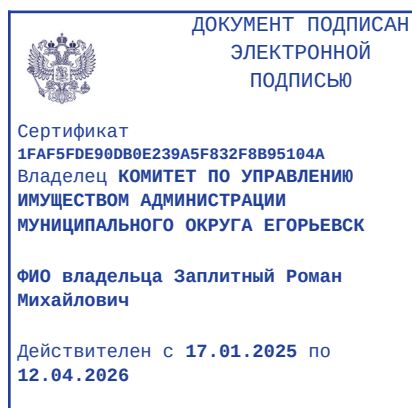 ДОКУМЕНТ ПОДПИСАН
ЭЛЕКТРОННОЙ
ПОДПИСЬЮ
Сертификат
1FAF5FDE90DB0E239A5F832F8B95104A
Владелец КОМИТЕТ ПО УПРАВЛЕНИЮ
ИМУЩЕСТВОМ АДМИНИСТРАЦИИ
МУНИЦИПАЛЬНОГО ОКРУГА ЕГОРЬЕВСК
ФИО владельца Заплитный Роман
Михайлович
Действителен с 17.01.2025 по
12.04.2026